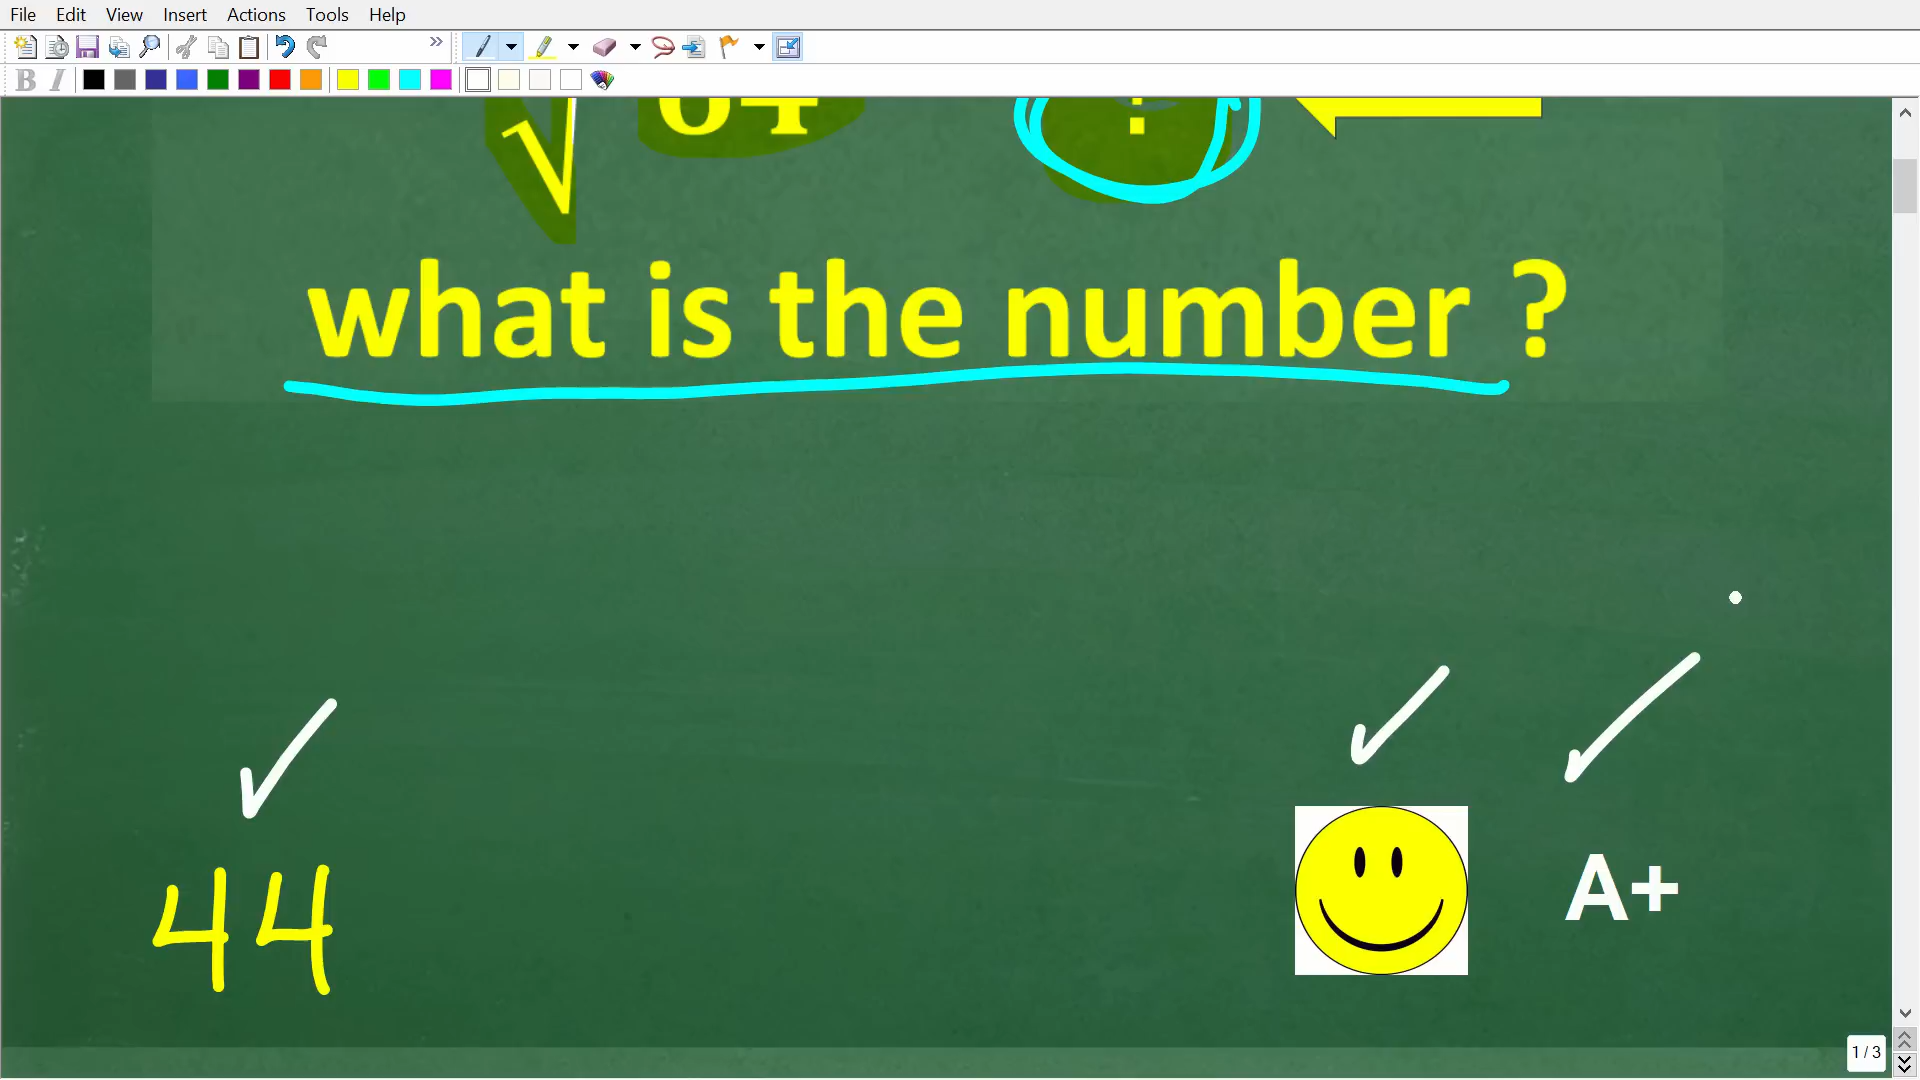 File Edit View Insert Actions Tools Help
B I
what is the number ?
44
A+
1 / 3